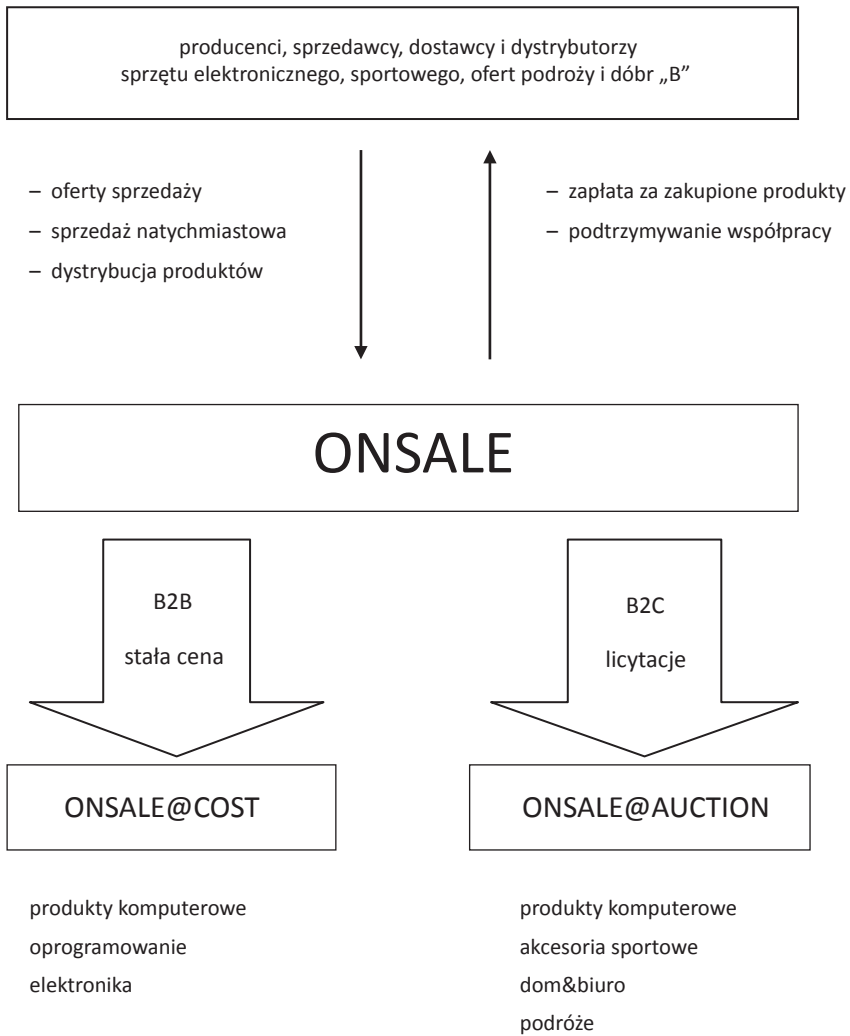 producenci, sprzedawcy, dostawcy i dystrybutorzy
sprzętu elektronicznego, sportowego, ofert podroży i dóbr „B”
– oferty sprzedaży
– sprzedaż natychmiastowa
– dystrybucja produktów
– zapłata za zakupione produkty
– podtrzymywanie współpracy
ONSALE
B2B
stała cena
B2C
licytacje
ONSALE@COST
ONSALE@AUCTION
produkty komputerowe
oprogramowanie
elektronika
produkty komputerowe
akcesoria sportowe
dom&biuro
podróże